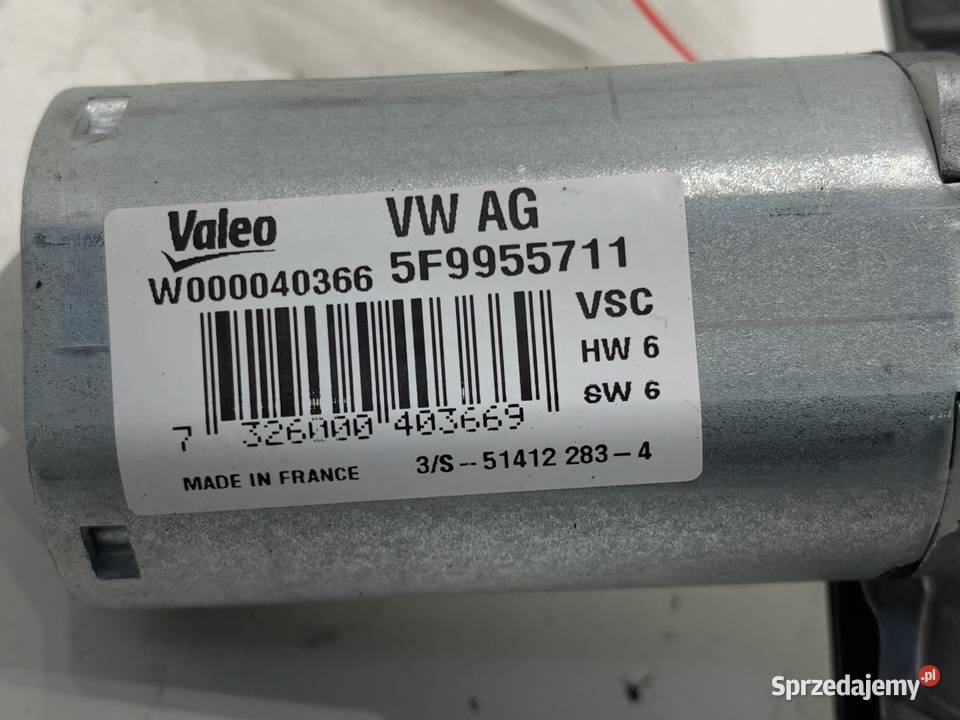 Valeo VW AG
W000040366 5F9955711
VSC
HW 6
SW 6
7 326000 403669
MADE IN FRANCE 3/S--51412 283-4
Sprzedajemy.pl